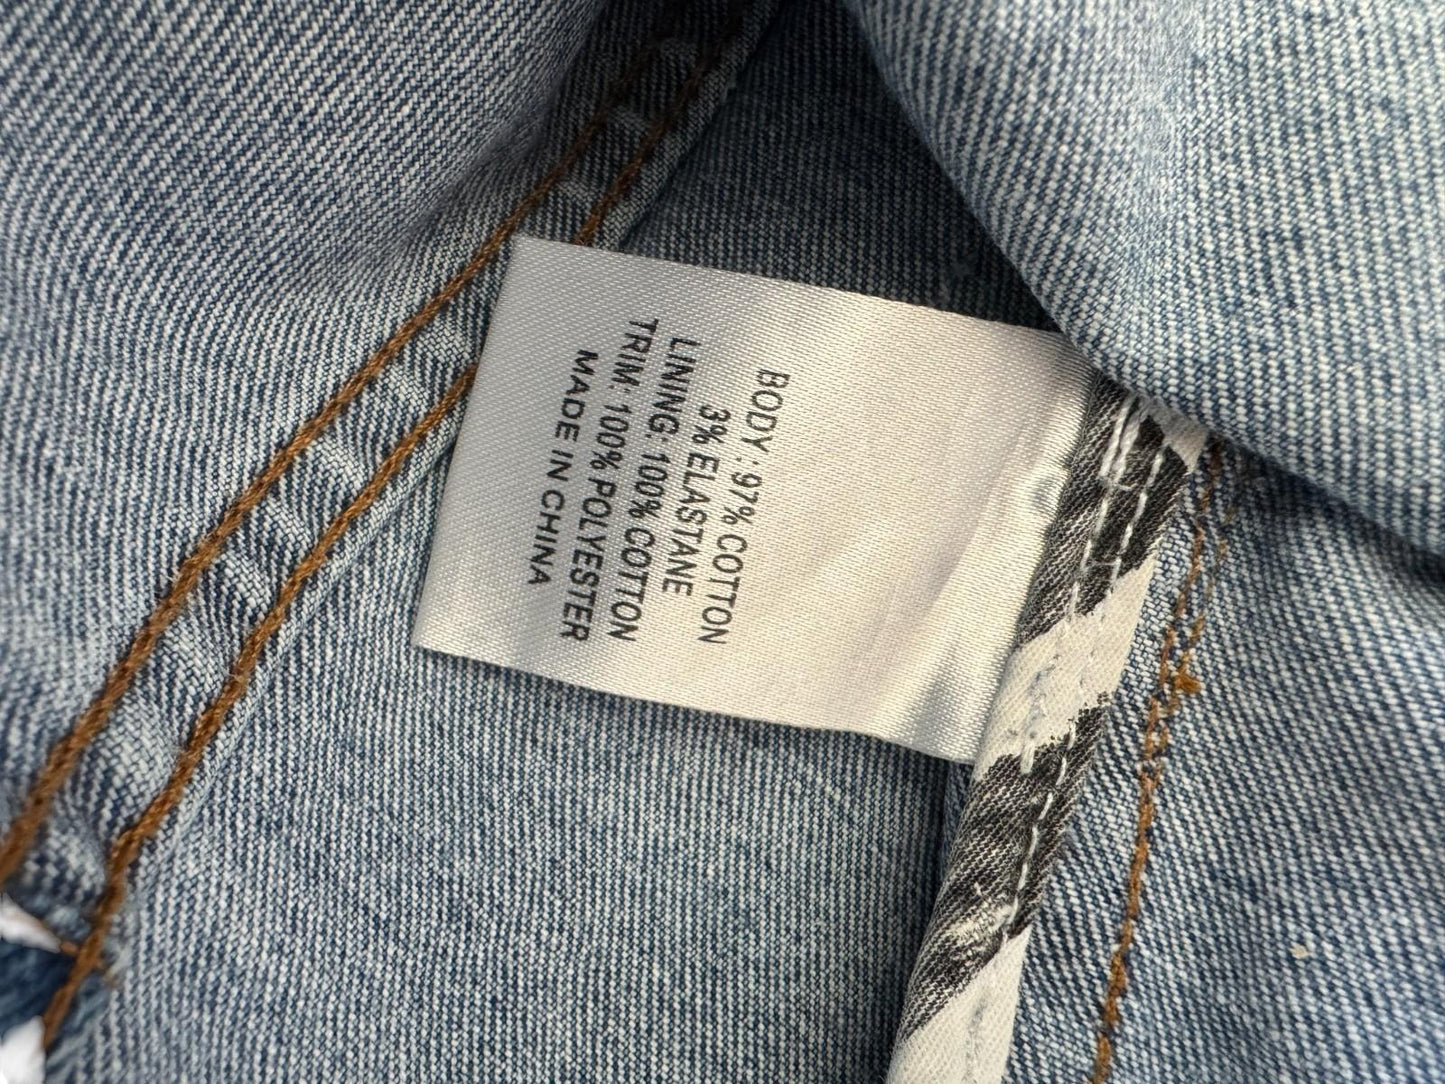 BODY : 97% COTTON
3% ELASTANE
LINING: 100% COTTON
TRIM: 100% POLYESTER
MADE IN CHINA